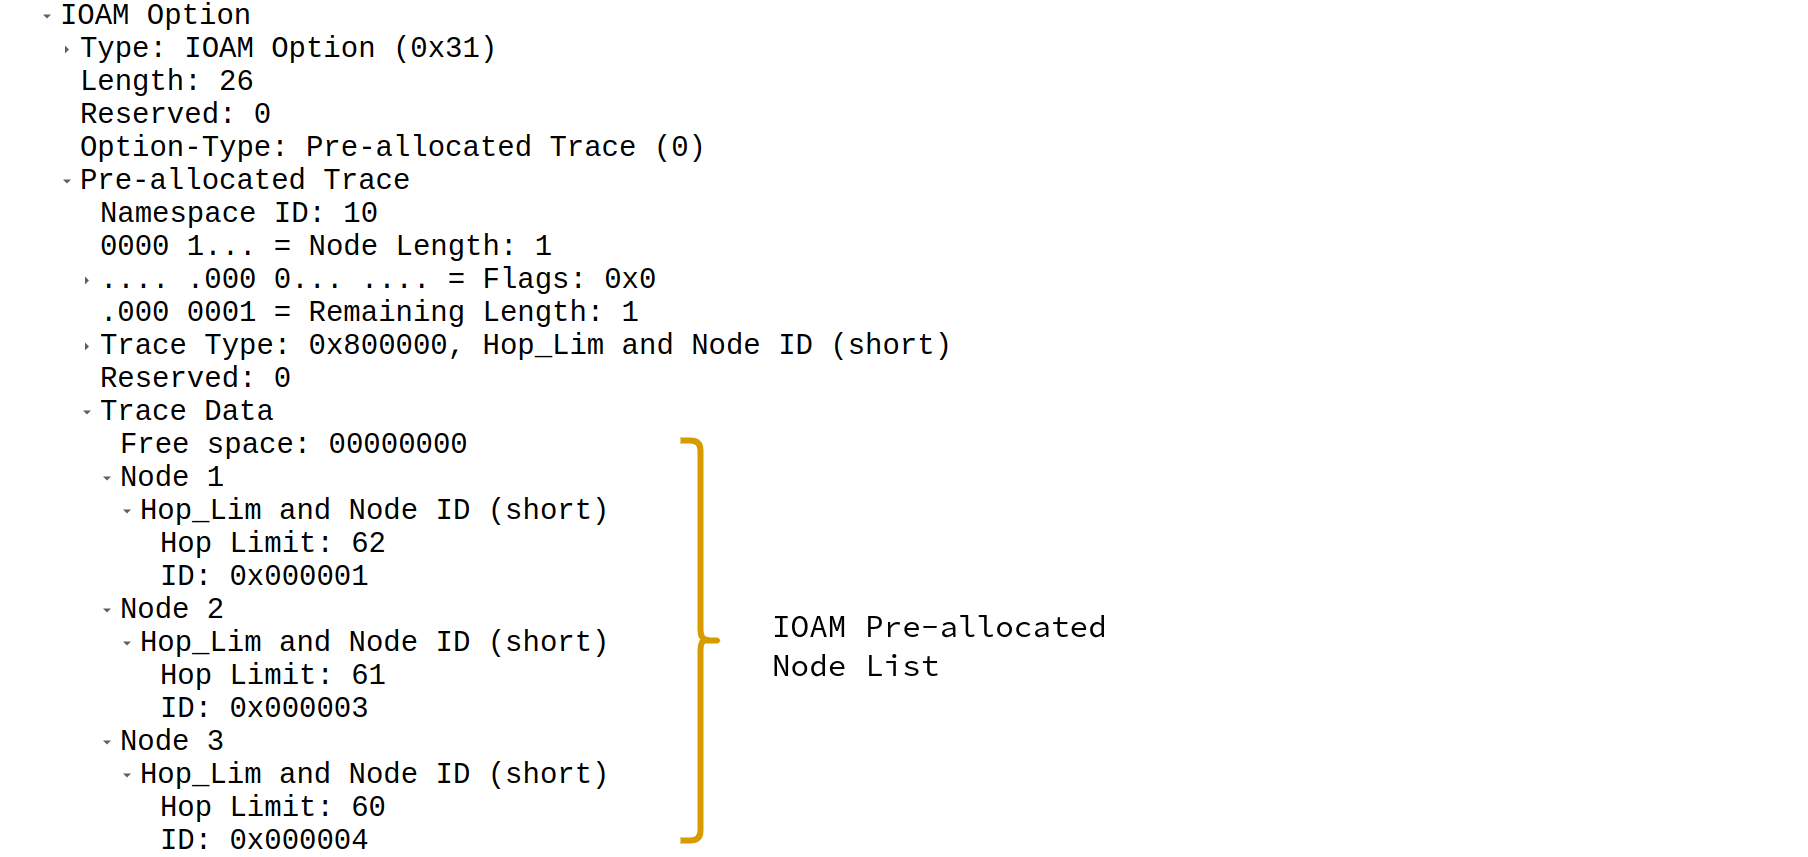 IOAM Option
Type: IOAM Option (0x31)
Length: 26
Reserved: 0
Option-Type: Pre-allocated Trace (0)
Pre-allocated Trace
Namespace ID: 10
0000 1... = Node Length: 1
.... .000 0... .... = Flags: 0x0
.000 0001 = Remaining Length: 1
Trace Type: 0x800000, Hop_Lim and Node ID (short)
Reserved: 0
Trace Data
Free space: 00000000
Node 1
Hop_Lim and Node ID (short)
Hop Limit: 62
ID: 0x000001
Node 2
Hop_Lim and Node ID (short)
Hop Limit: 61
ID: 0x000003
Node 3
Hop_Lim and Node ID (short)
Hop Limit: 60
ID: 0x000004
IOAM Pre-allocated
Node List